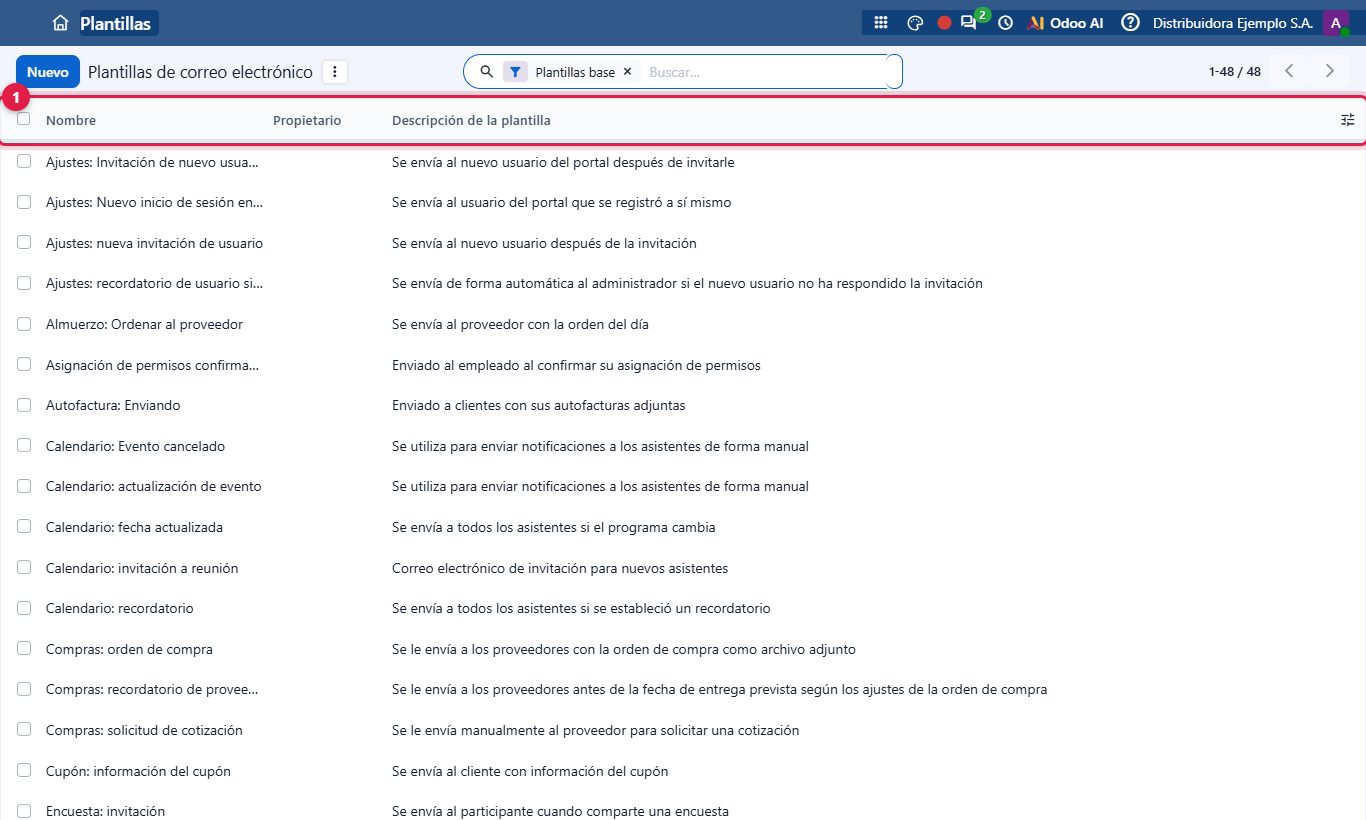 Plantillas
2
Odoo AI
Distribuidora Ejemplo S.A.
A
Nuevo
Plantillas de correo electrónico
Plantillas base
Buscar...
1-48 / 48
1
Nombre
Propietario
Descripción de la plantilla
Ajustes: Invitación de nuevo usua...
Se envía al nuevo usuario del portal después de invitarle
Ajustes: Nuevo inicio de sesión en...
Se envía al usuario del portal que se registró a sí mismo
Ajustes: nueva invitación de usuario
Se envía al nuevo usuario después de la invitación
Ajustes: recordatorio de usuario si...
Se envía de forma automática al administrador si el nuevo usuario no ha respondido la invitación
Almuerzo: Ordenar al proveedor
Se envía al proveedor con la orden del día
Asignación de permisos confirma...
Enviado al empleado al confirmar su asignación de permisos
Autofactura: Enviando
Enviado a clientes con sus autofacturas adjuntas
Calendario: Evento cancelado
Se utiliza para enviar notificaciones a los asistentes de forma manual
Calendario: actualización de evento
Se utiliza para enviar notificaciones a los asistentes de forma manual
Calendario: fecha actualizada
Se envía a todos los asistentes si el programa cambia
Calendario: invitación a reunión
Correo electrónico de invitación para nuevos asistentes
Calendario: recordatorio
Se envía a todos los asistentes si se estableció un recordatorio
Compras: orden de compra
Se le envía a los proveedores con la orden de compra como archivo adjunto
Compras: recordatorio de provee...
Se le envía a los proveedores antes de la fecha de entrega prevista según los ajustes de la orden de compra
Compras: solicitud de cotización
Se le envía manualmente al proveedor para solicitar una cotización
Cupón: información del cupón
Se envía al cliente con información del cupón
Encuesta: invitación
Se envía al participante cuando comparte una encuesta